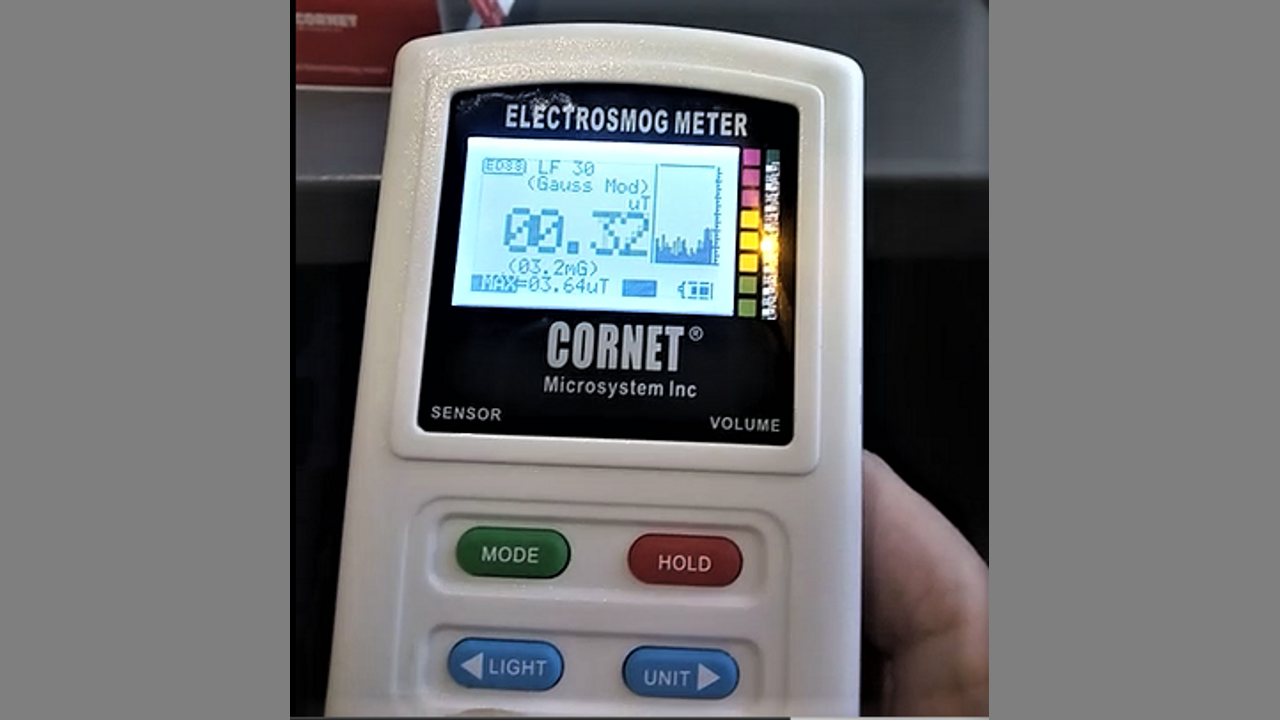 CORNET
ELECTROSMOG METER
ED88 LF 30
(Gauss Mod)
uT
00.32
(03.2mG)
MAX=03.64uT
CORNET®
Microsystem Inc
SENSOR
VOLUME
MODE
HOLD
LIGHT
UNIT